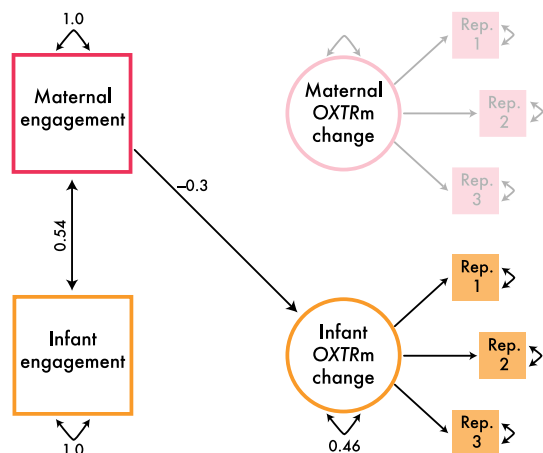 1.0
Maternal
engagement
Maternal
OXTRm
change
Rep.
1
Rep.
2
Rep.
3
–0.3
0.54
Infant
engagement
1.0
Infant
OXTRm
change
0.46
Rep.
1
Rep.
2
Rep.
3